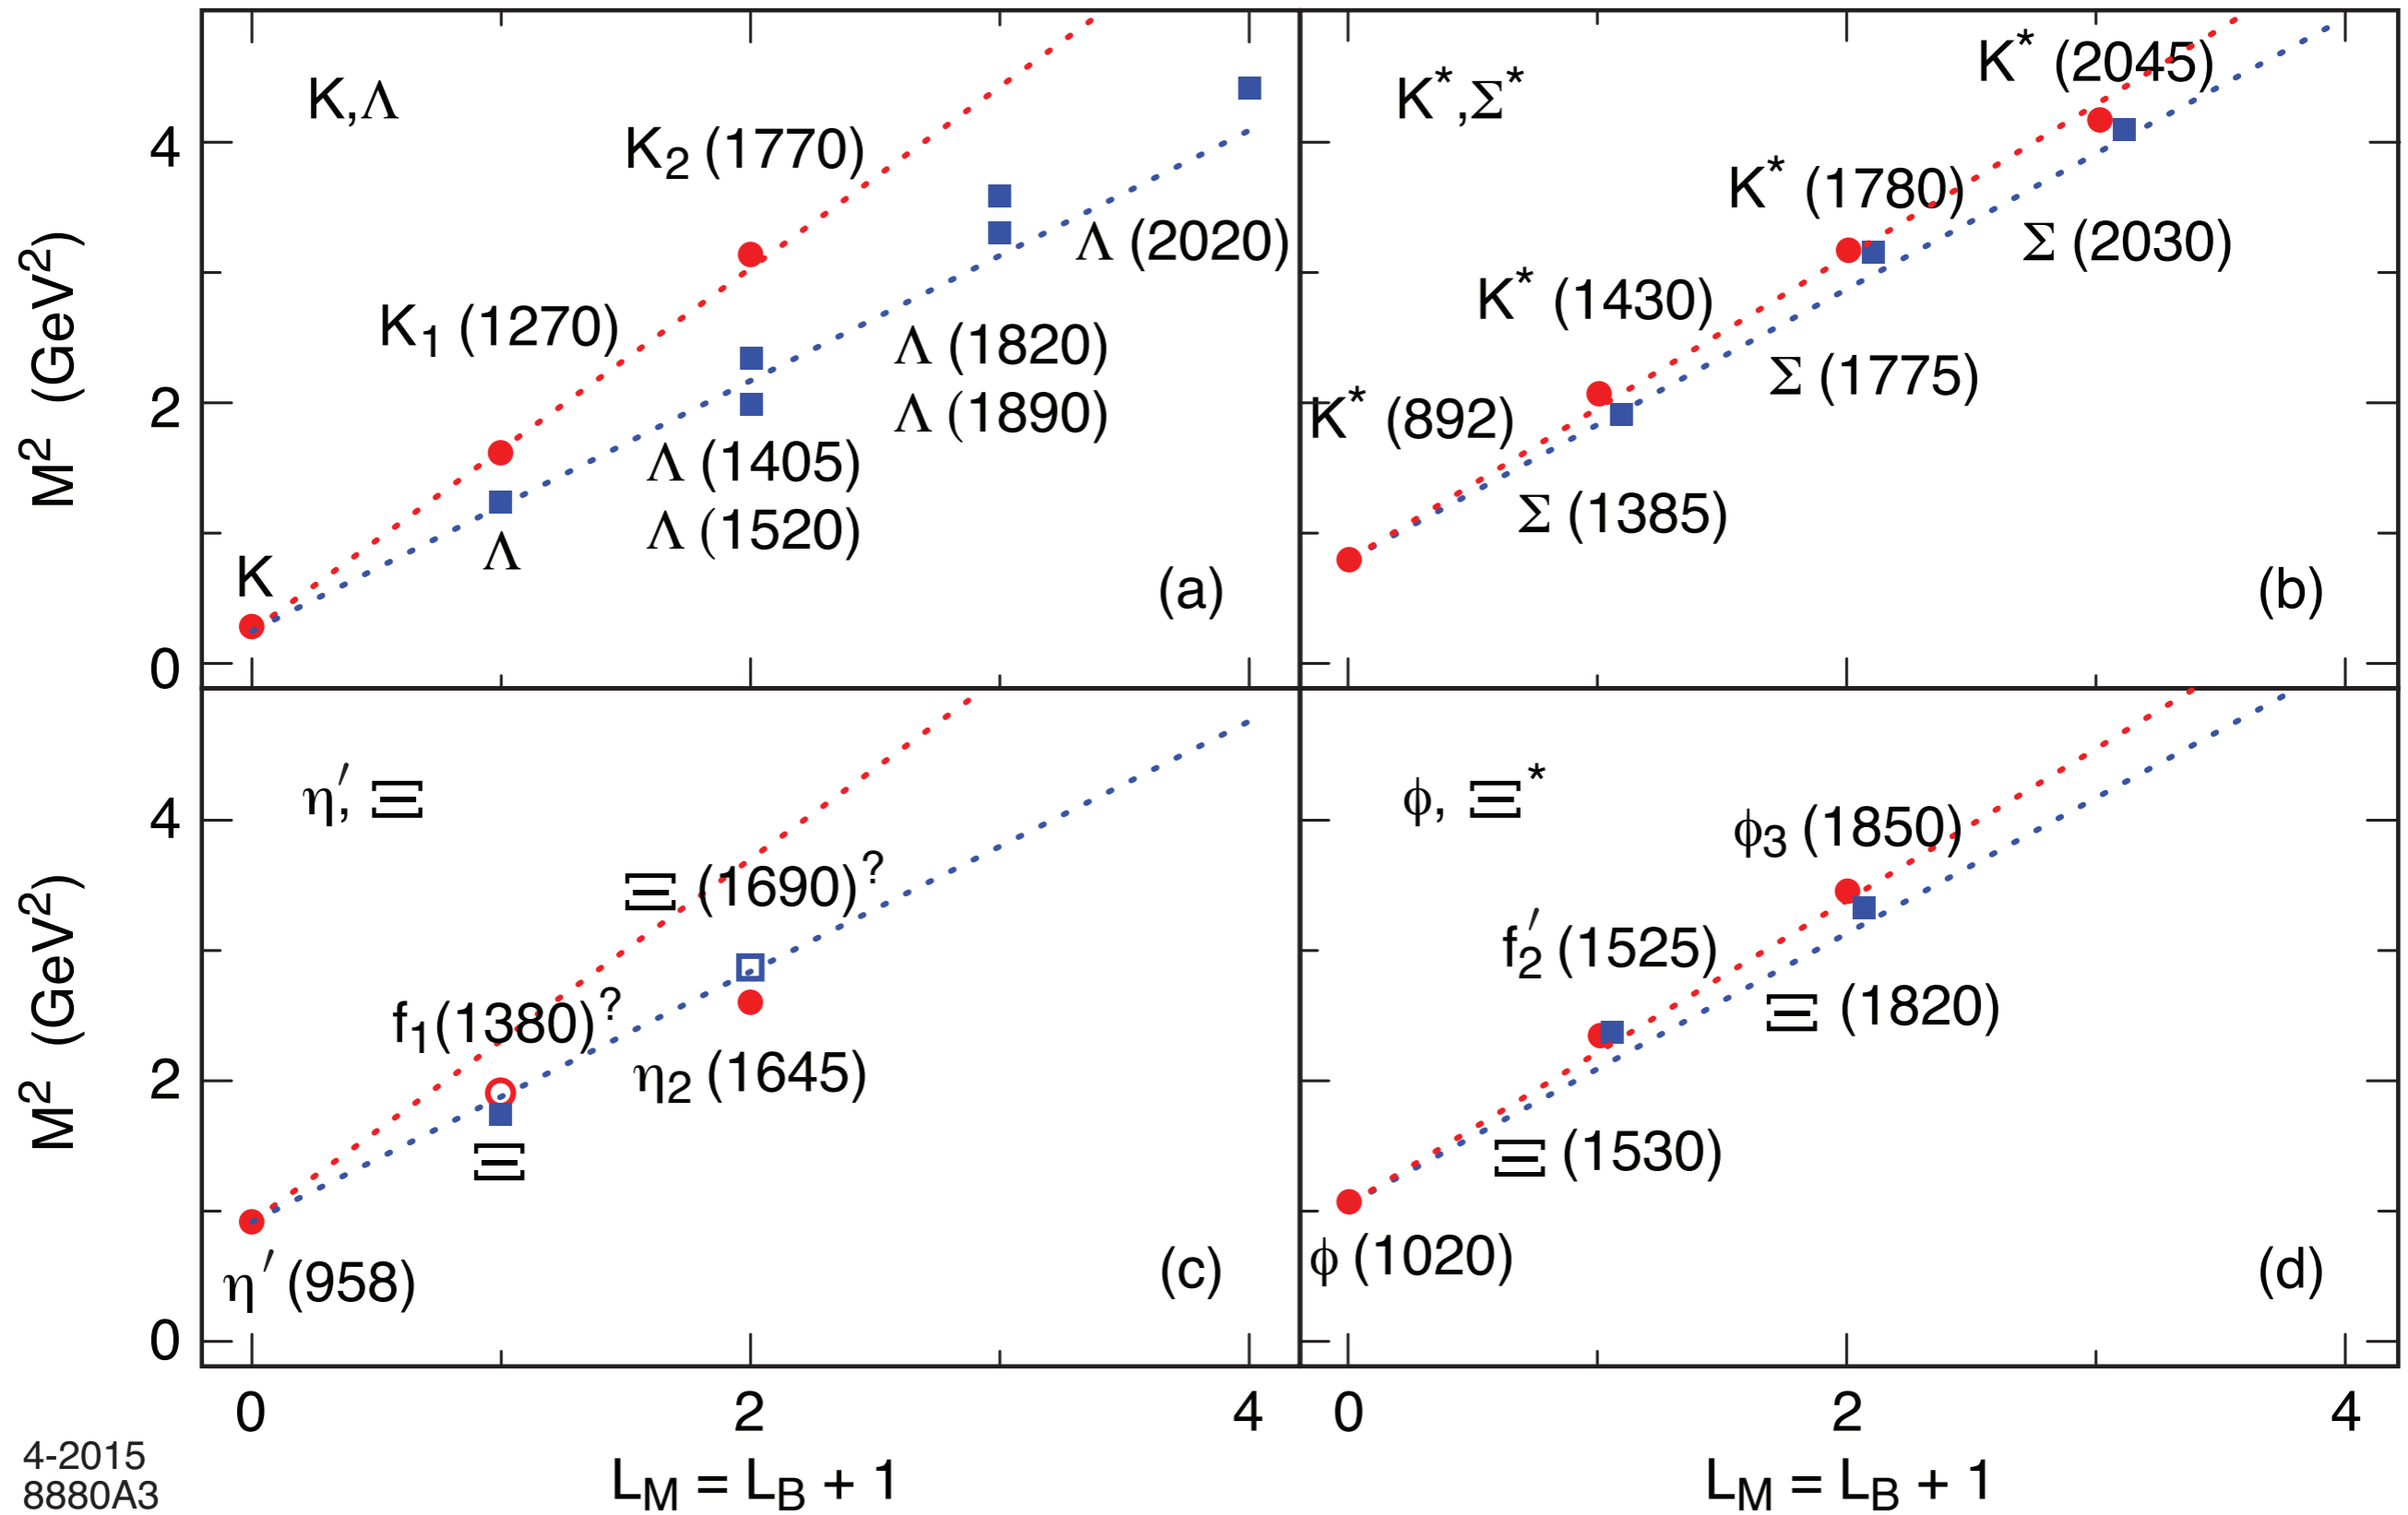 K,Λ
K₂ (1770)
K₁ (1270)
Λ (2020)
Λ (1820)
Λ (1890)
Λ (1405)
Λ (1520)
Λ
K
(a)
4
2
0
M² (GeV²)
K*,Σ*
K* (2045)
K* (1780)
Σ (2030)
K* (1430)
Σ (1775)
K* (892)
Σ (1385)
(b)
η′, Ξ
Ξ (1690)?
f₁(1380)?
η₂ (1645)
Ξ
η′ (958)
(c)
4
2
0
M² (GeV²)
ϕ, Ξ*
ϕ₃ (1850)
f₂′ (1525)
Ξ (1820)
Ξ (1530)
ϕ (1020)
(d)
0 2 4 0 2 4
L_M = L_B + 1 L_M = L_B + 1
4-2015
8880A3